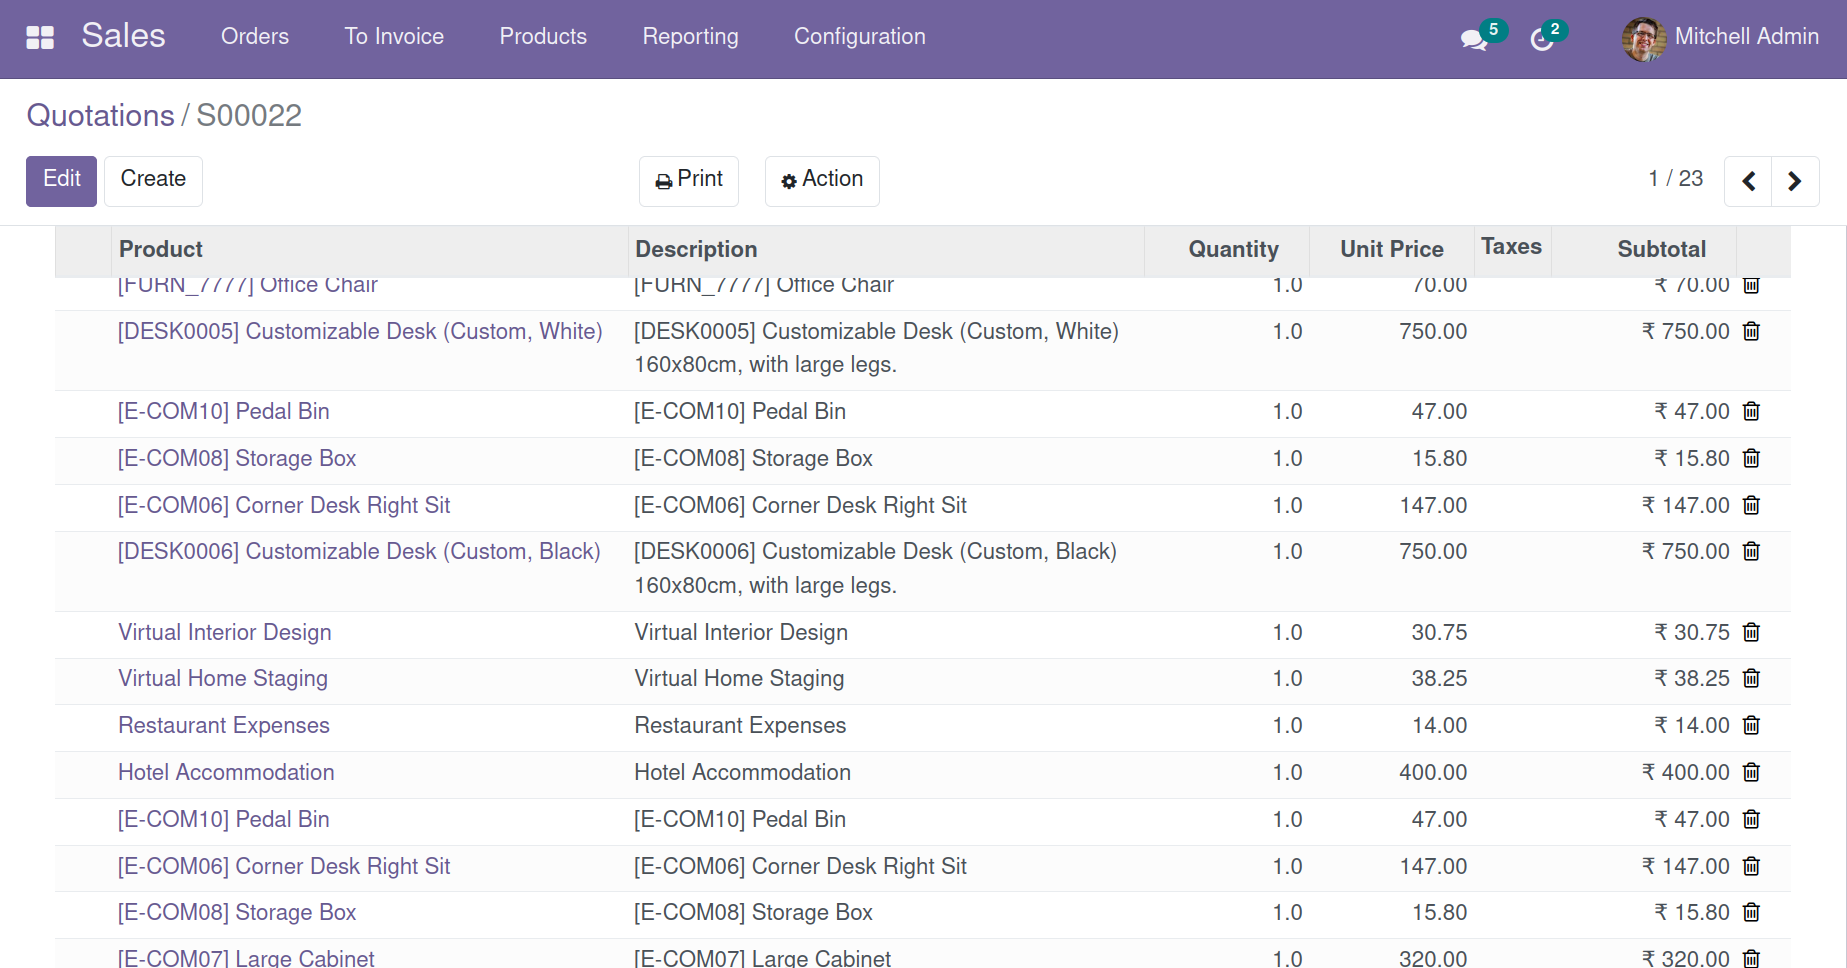 Sales Orders To Invoice Products Reporting Configuration 5 2 Mitchell Admin
Quotations / S00022
Edit Create Print Action 1 / 23
Product Description Quantity Unit Price Taxes Subtotal
[FURN_7777] Office Chair [FURN_7777] Office Chair 1.0 70.00 ₹ 70.00
[DESK0005] Customizable Desk (Custom, White) [DESK0005] Customizable Desk (Custom, White) 1.0 750.00 ₹ 750.00
160x80cm, with large legs.
[E-COM10] Pedal Bin [E-COM10] Pedal Bin 1.0 47.00 ₹ 47.00
[E-COM08] Storage Box [E-COM08] Storage Box 1.0 15.80 ₹ 15.80
[E-COM06] Corner Desk Right Sit [E-COM06] Corner Desk Right Sit 1.0 147.00 ₹ 147.00
[DESK0006] Customizable Desk (Custom, Black) [DESK0006] Customizable Desk (Custom, Black) 1.0 750.00 ₹ 750.00
160x80cm, with large legs.
Virtual Interior Design Virtual Interior Design 1.0 30.75 ₹ 30.75
Virtual Home Staging Virtual Home Staging 1.0 38.25 ₹ 38.25
Restaurant Expenses Restaurant Expenses 1.0 14.00 ₹ 14.00
Hotel Accommodation Hotel Accommodation 1.0 400.00 ₹ 400.00
[E-COM10] Pedal Bin [E-COM10] Pedal Bin 1.0 47.00 ₹ 47.00
[E-COM06] Corner Desk Right Sit [E-COM06] Corner Desk Right Sit 1.0 147.00 ₹ 147.00
[E-COM08] Storage Box [E-COM08] Storage Box 1.0 15.80 ₹ 15.80
[E-COM07] Large Cabinet [E-COM07] Large Cabinet 1.0 320.00 ₹ 320.00